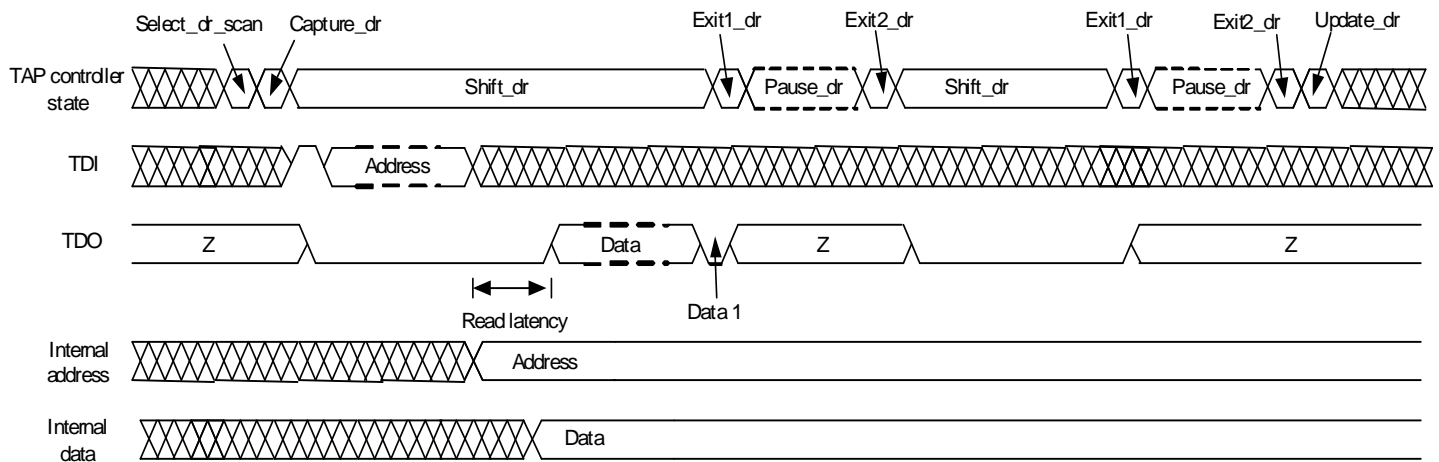 Select_dr_scan Capture_dr Exit1_dr Exit2_dr Exit1_dr Exit2_dr Update_dr
TAP controller
state
Shift_dr Pause_dr Shift_dr Pause_dr
TDI
Address
TDO
Z Data Z Z
Read latency
Data 1
Internal
address
Address
Internal
data
Data